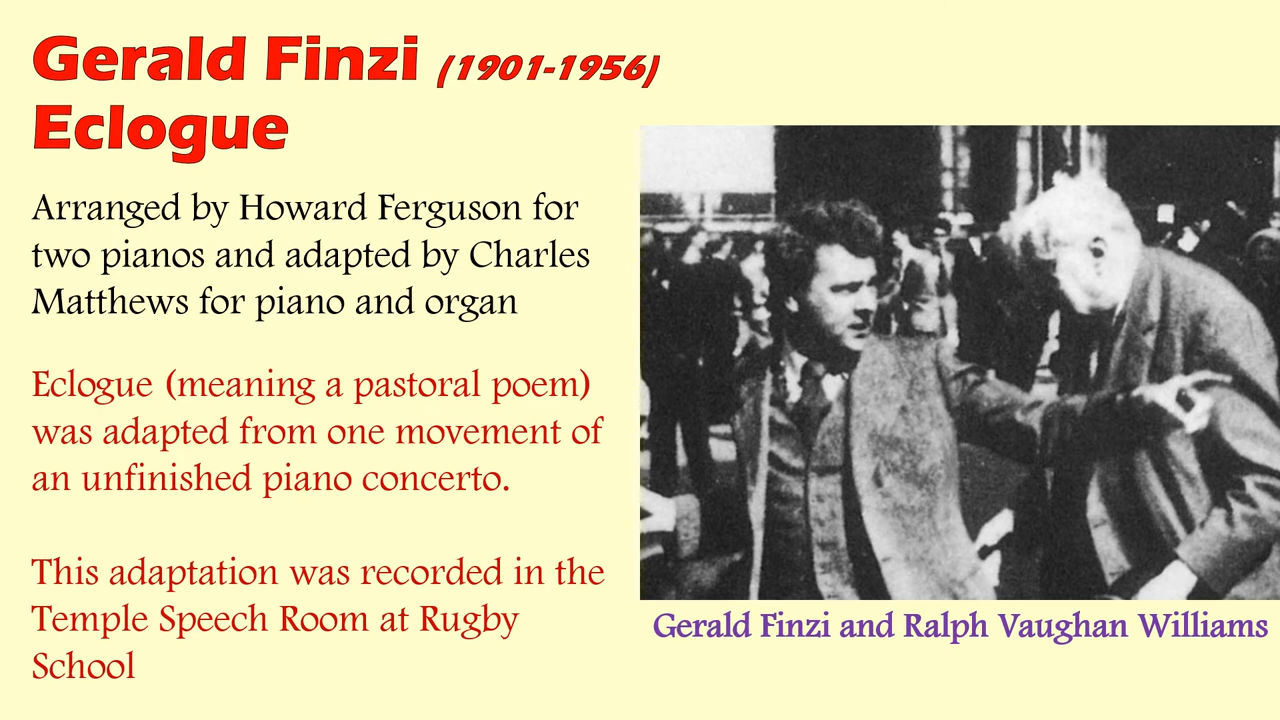 Gerald Finzi (1901-1956)
Eclogue
Arranged by Howard Ferguson for
two pianos and adapted by Charles
Matthews for piano and organ
Eclogue (meaning a pastoral poem)
was adapted from one movement of
an unfinished piano concerto.
This adaptation was recorded in the
Temple Speech Room at Rugby
School
Gerald Finzi and Ralph Vaughan Williams